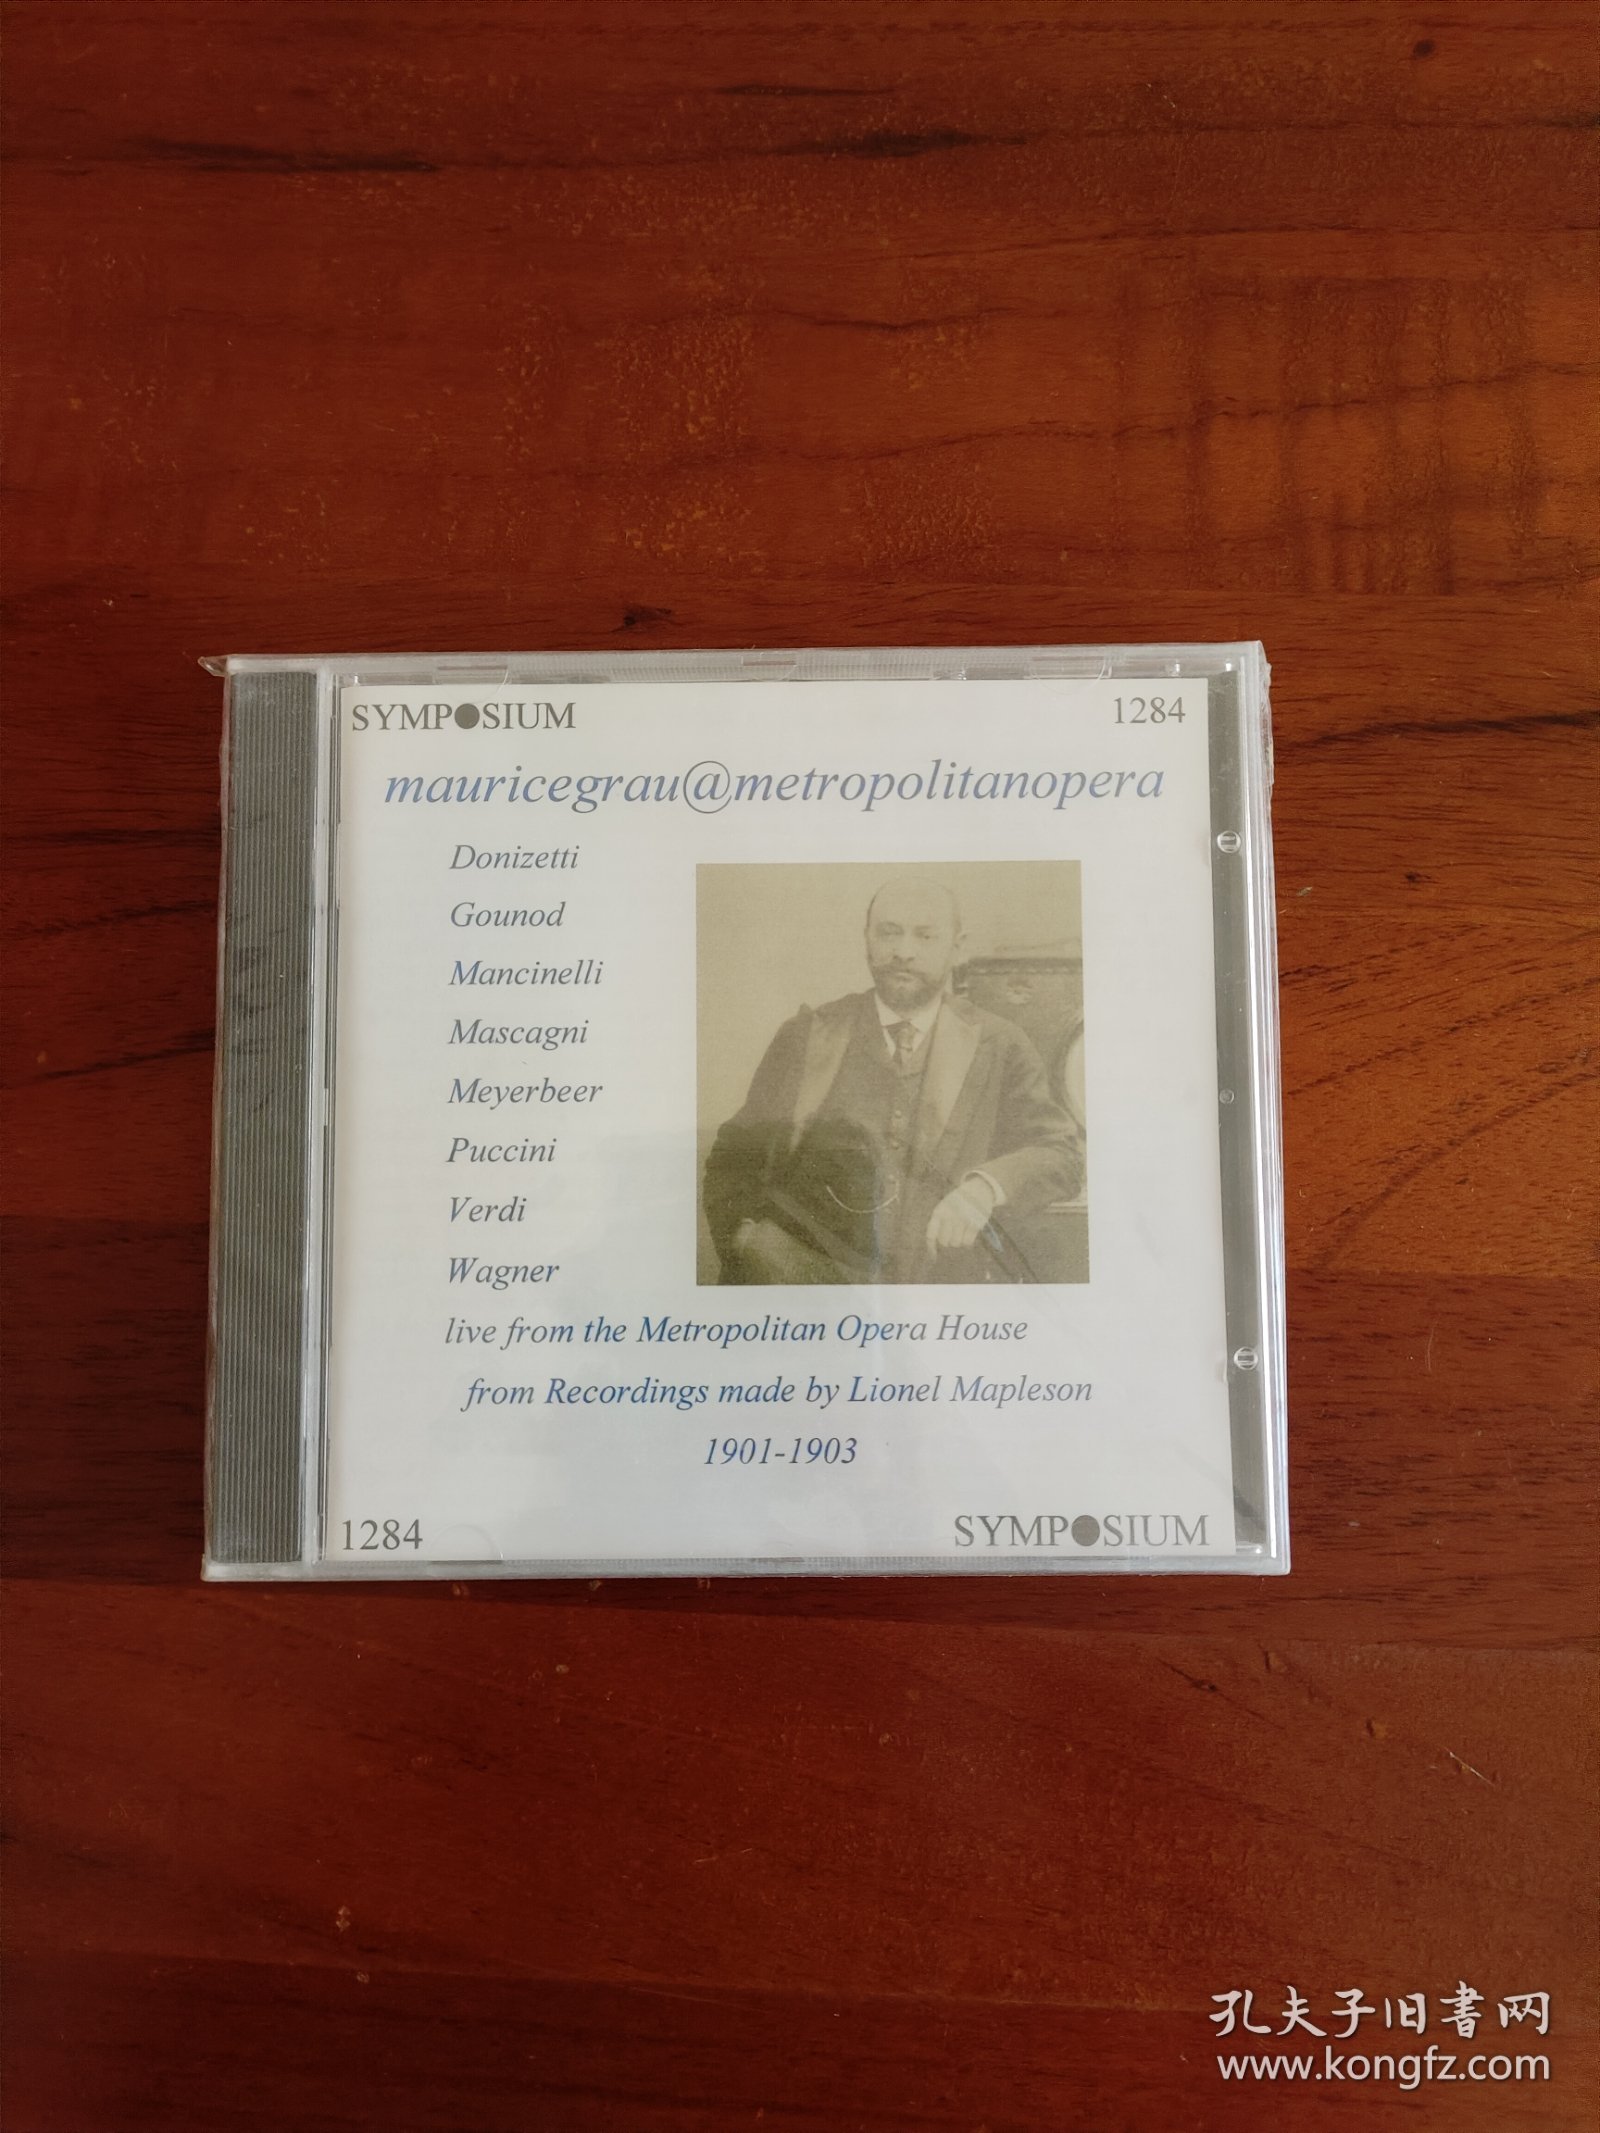 SYMPOSIUM 1284
mauricegrau@metropolitanopera
Donizetti
Gounod
Mancinelli
Mascagni
Meyerbeer
Puccini
Verdi
Wagner
live from the Metropolitan Opera House
from Recordings made by Lionel Mapleson
1901-1903
1284 SYMPOSIUM
孔夫子旧書网
www.kongfz.com